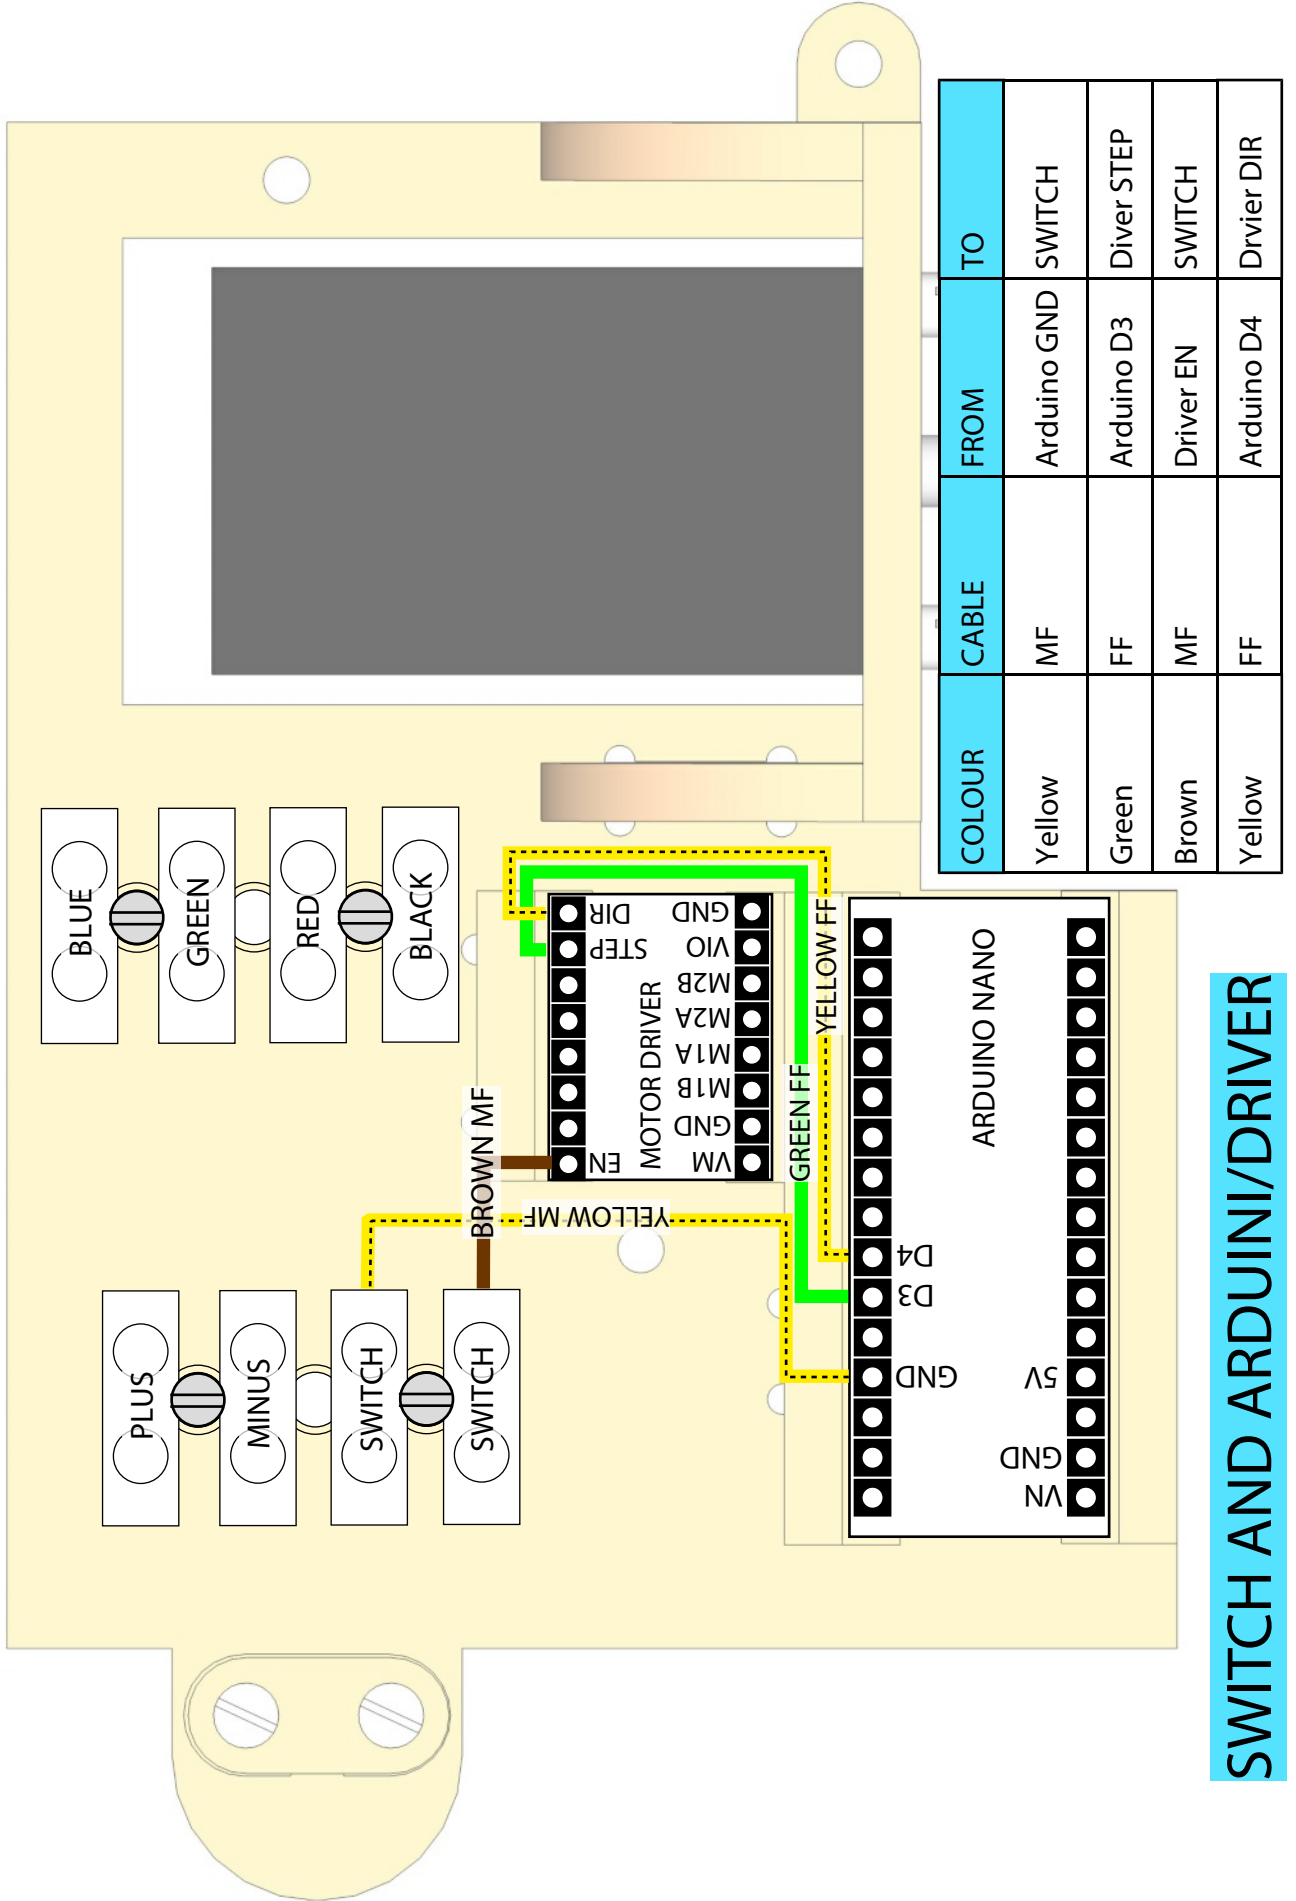 SWITCH AND ARDUINI/DRIVER
COLOUR CABLE FROM TO
Yellow MF Arduino GND SWITCH
Green FF Arduino D3 Diver STEP
Brown MF Driver EN SWITCH
Yellow FF Arduino D4 Drvier DIR
BLUE
GREEN
RED
BLACK
PLUS
MINUS
SWITCH
SWITCH
BROWN MF
YELLOW MF
GREEN FF
YELLOW FF
MOTOR DRIVER
DIR
STEP
EN
GND
VIO
M2B
M2A
M1A
M1B
GND
VM
ARDUINO NANO
D4
D3
GND
5V
GND
VN